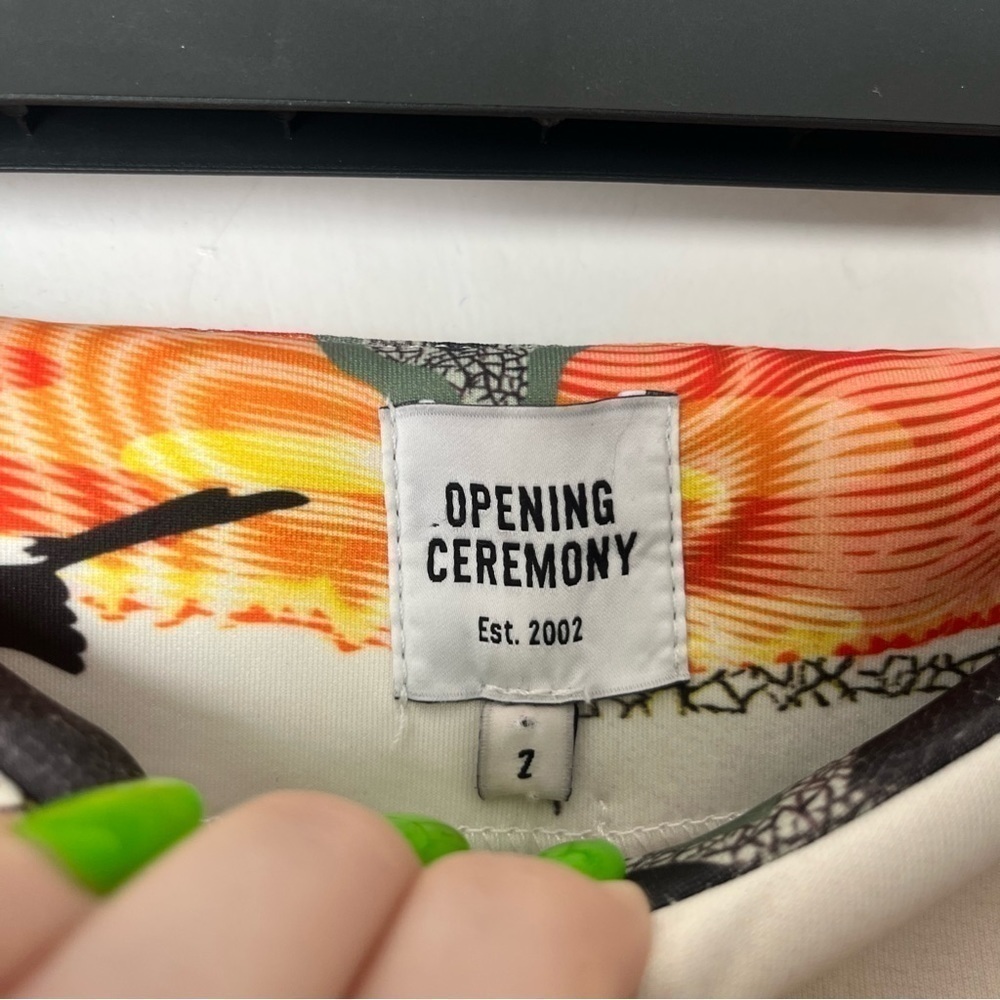 OPENING
CEREMONY
Est. 2002
2